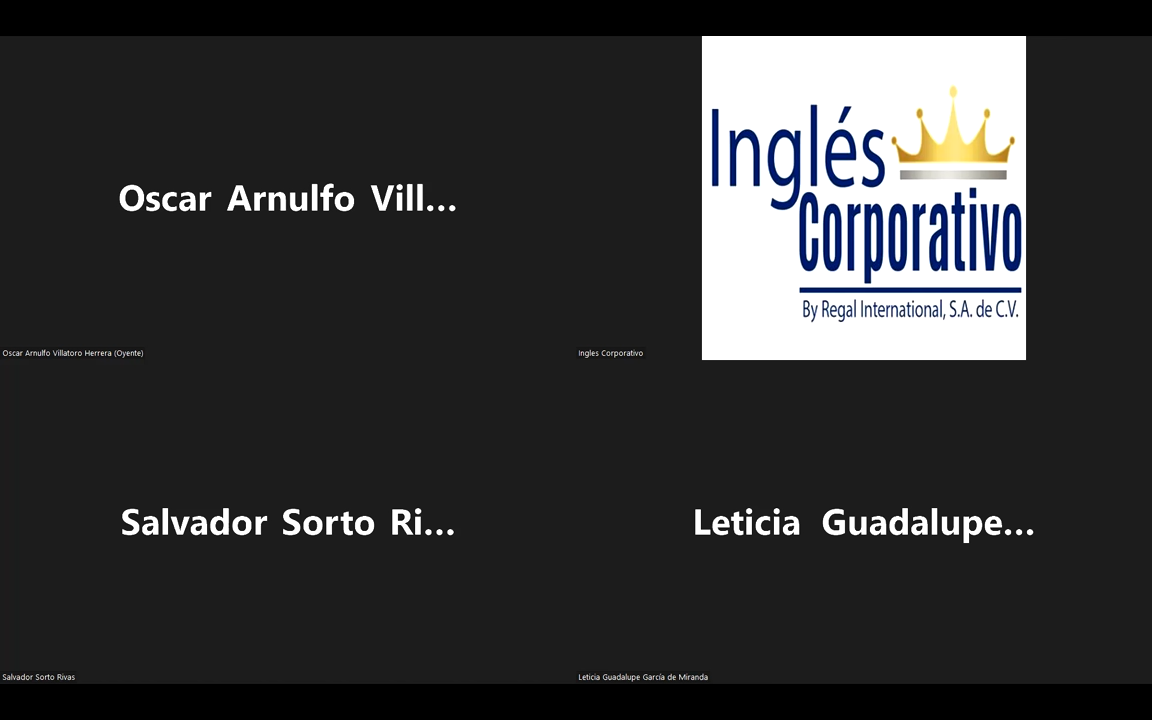 Oscar Arnulfo Vill...
Oscar Arnulfo Villatoro Herrera (Oyente)
Inglés
Corporativo
By Regal International, S.A. de C.V.
Ingles Corporativo
Salvador Sorto Ri...
Salvador Sorto Rivas
Leticia Guadalupe...
Leticia Guadalupe García de Miranda